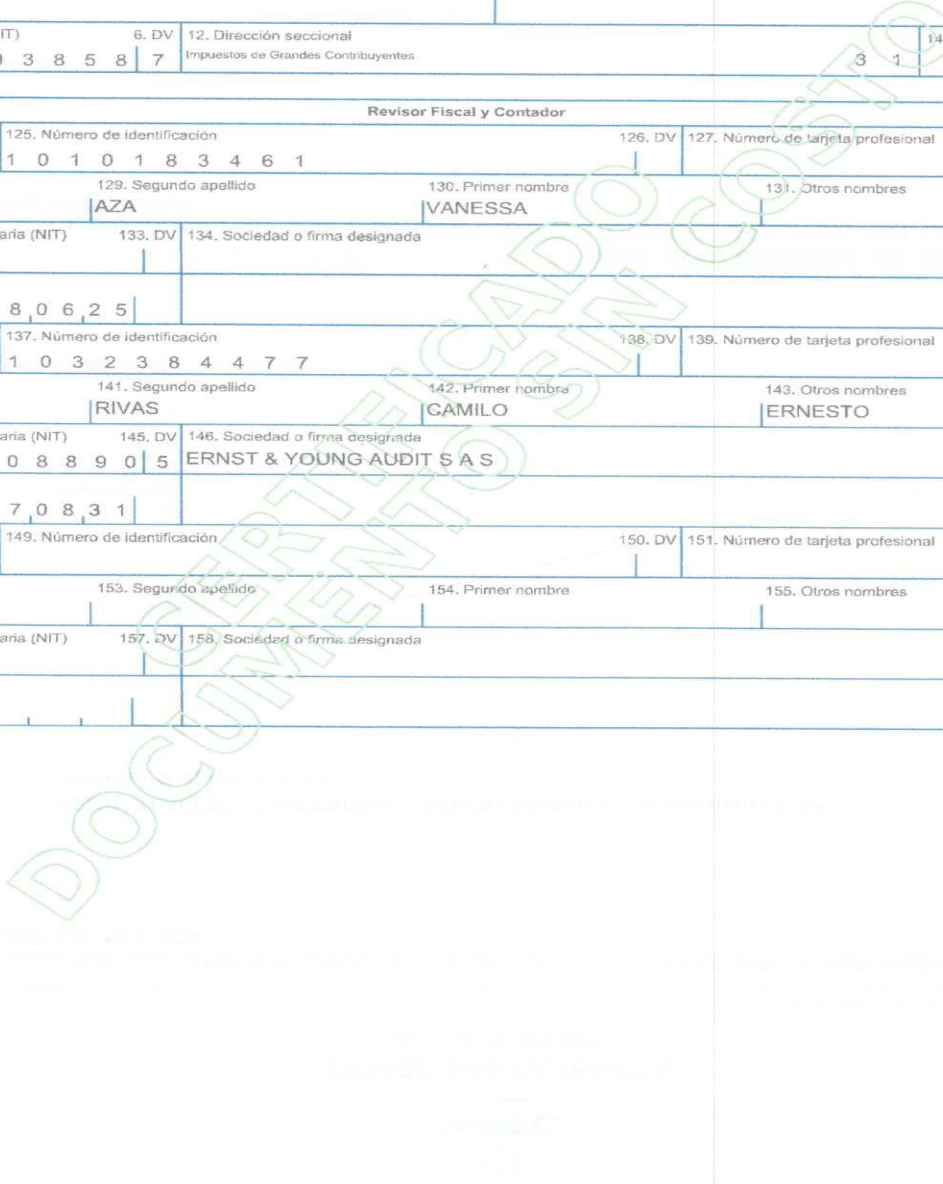 IT) 6. DV 12. Dirección seccional 14
3 8 5 8 7 Impuestos de Grandes Contribuyentes 3 1
Revisor Fiscal y Contador
125. Número de identificación 126. DV 127. Número de tarjeta profesional
1 0 1 0 1 8 3 4 6 1
129. Segundo apellido 130. Primer nombre 131. Otros nombres
AZA VANESSA
aria (NIT) 133. DV 134. Sociedad o firma designada
8 0 6 2 5
137. Número de identificación 138. DV 139. Número de tarjeta profesional
1 0 3 2 3 8 4 4 7 7
141. Segundo apellido 142. Primer nombre 143. Otros nombres
RIVAS CAMILO ERNESTO
aria (NIT) 145. DV 146. Sociedad o firma designada
0 8 8 9 0 5 ERNST & YOUNG AUDIT S A S
7 0 8 3 1
149. Número de identificación 150. DV 151. Número de tarjeta profesional
153. Segundo apellido 154. Primer nombre 155. Otros nombres
aria (NIT) 157. DV 158. Sociedad o firma designada
CERTIFICADO
DOCUMENTO SIN COSTO